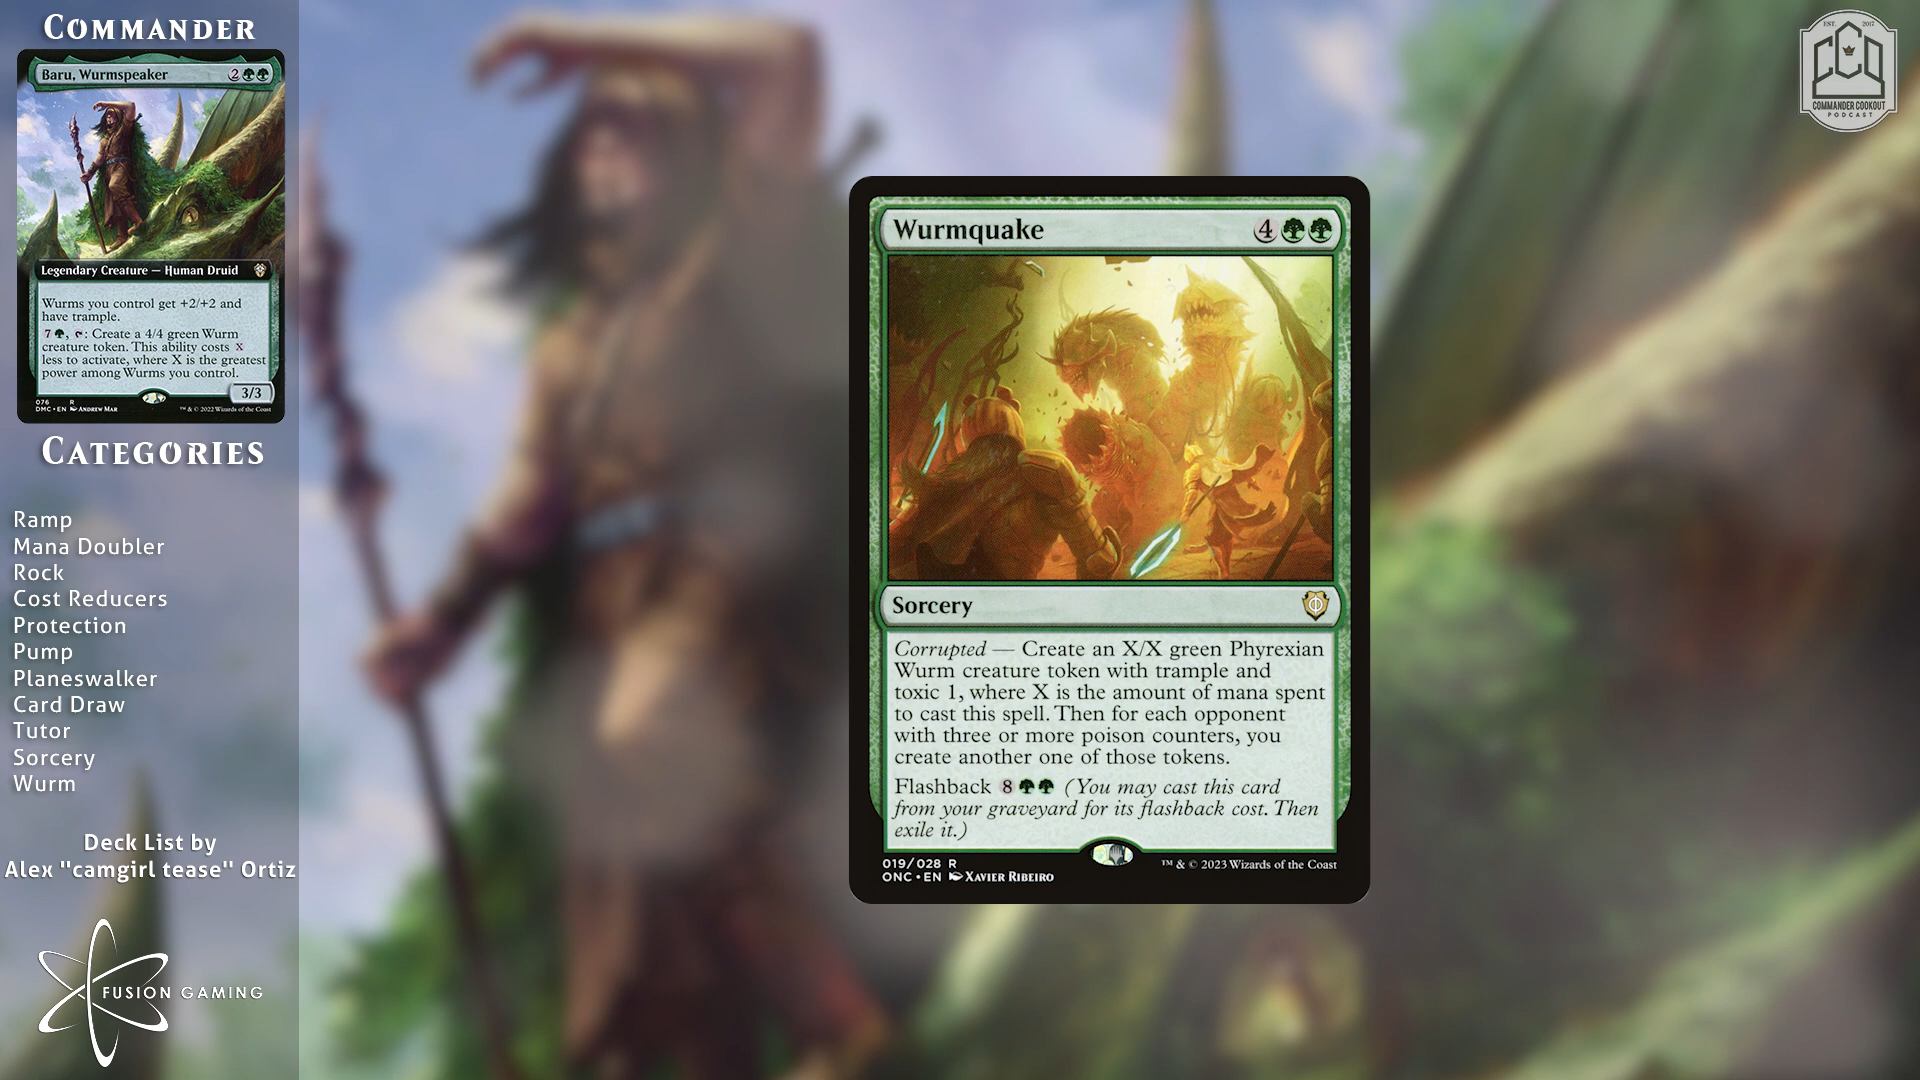 COMMANDER
Baru, Wurmspeaker 2
Legendary Creature — Human Druid
Wurms you control get +2/+2 and
have trample.
7 , : Create a 4/4 green Wurm
creature token. This ability costs X
less to activate, where X is the greatest
power among Wurms you control.
3/3
076 R
DMC • EN ANDREW MAR
™ & © 2022 Wizards of the Coast
CATEGORIES
Ramp
Mana Doubler
Rock
Cost Reducers
Protection
Pump
Planeswalker
Card Draw
Tutor
Sorcery
Wurm
Deck List by
Alex "camgirl tease" Ortiz
FUSION GAMING
Wurmquake 4
Sorcery
Corrupted — Create an X/X green Phyrexian
Wurm creature token with trample and
toxic 1, where X is the amount of mana spent
to cast this spell. Then for each opponent
with three or more poison counters, you
create another one of those tokens.
Flashback 8 (You may cast this card
from your graveyard for its flashback cost. Then
exile it.)
019/028 R
ONC • EN XAVIER RIBEIRO
™ & © 2023 Wizards of the Coast
EST. 2017
CCO
COMMANDER COOKOUT
PODCAST